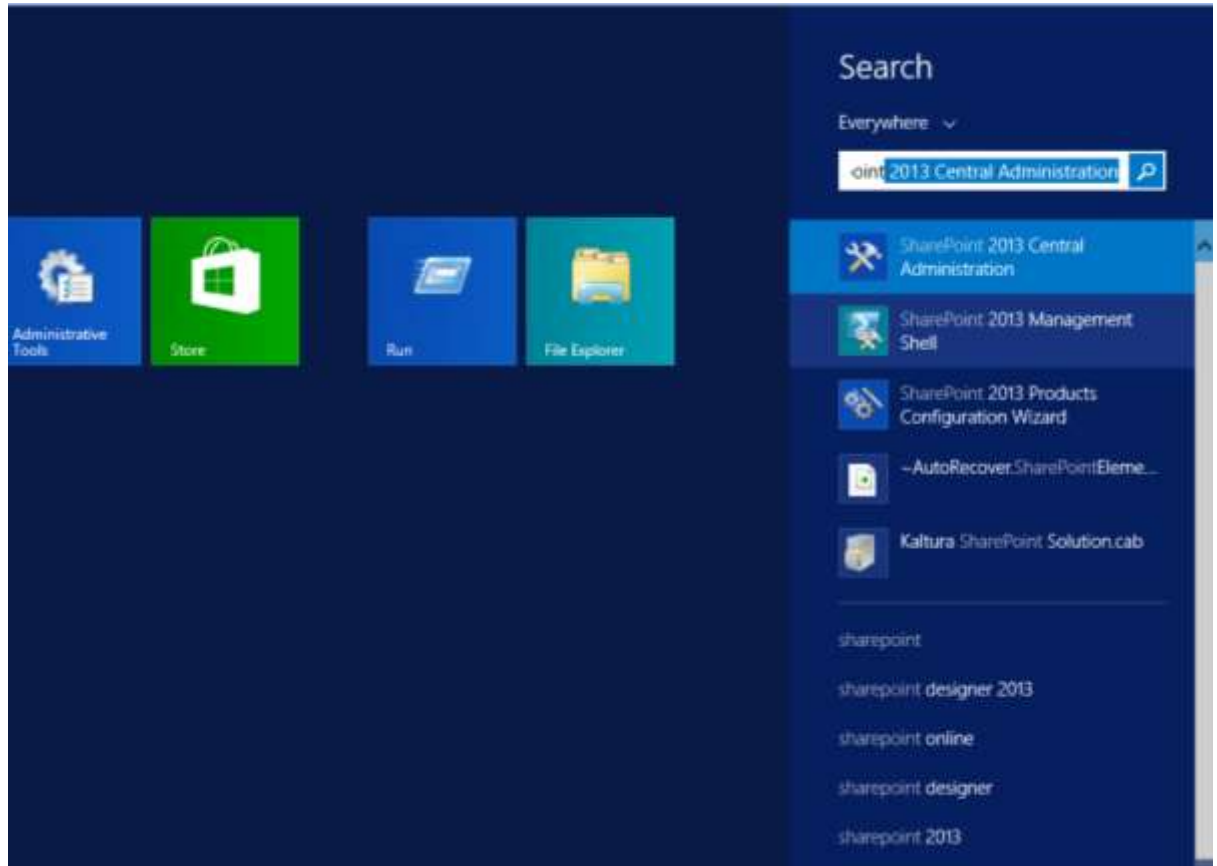 Search
Everywhere
oint 2013 Central Administration
Administrative
Tools
Store
Run
File Explorer
SharePoint 2013 Central
Administration
SharePoint 2013 Management
Shell
SharePoint 2013 Products
Configuration Wizard
~AutoRecover.SharePointEleme...
Kaltura SharePoint Solution.cab
sharepoint
sharepoint designer 2013
sharepoint online
sharepoint designer
sharepoint 2013